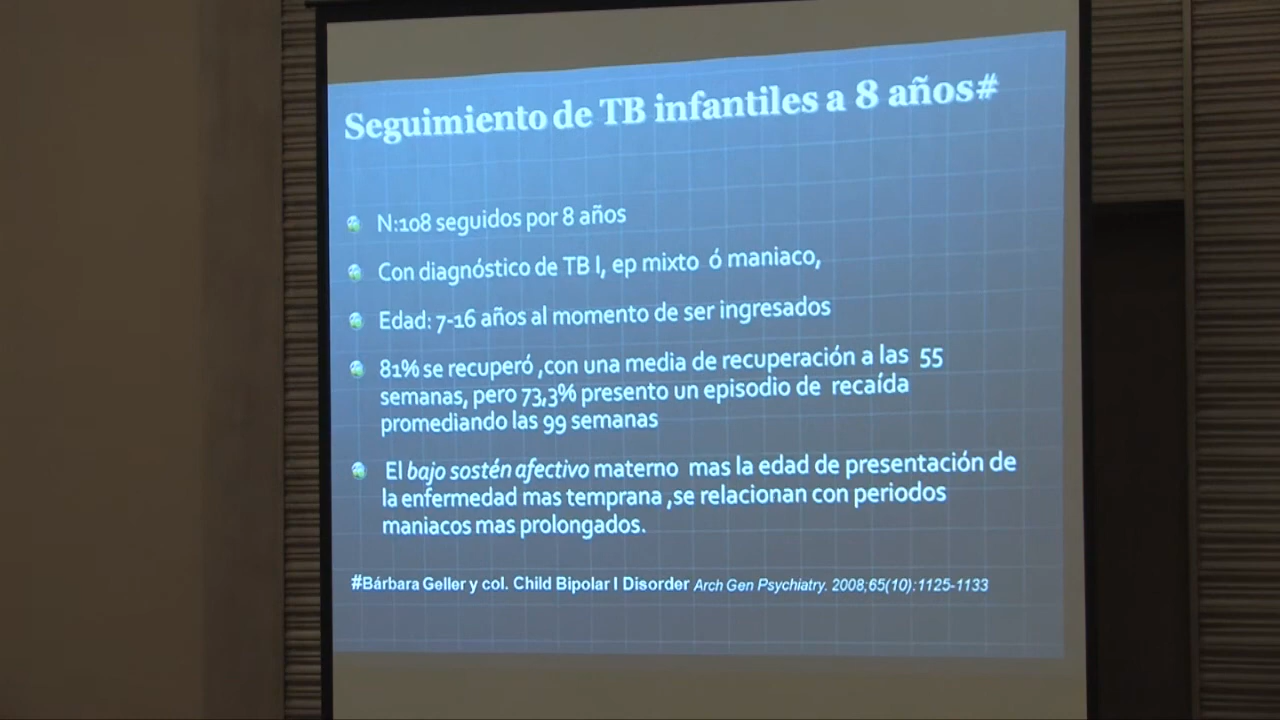 Seguimiento de TB infantiles a 8 años#
N:108 seguidos por 8 años
Con diagnóstico de TB I, ep mixto ó maniaco,
Edad: 7-16 años al momento de ser ingresados
81% se recuperó ,con una media de recuperación a las 55
semanas, pero 73,3% presento un episodio de recaída
promediando las 99 semanas
El bajo sostén afectivo materno mas la edad de presentación de
la enfermedad mas temprana ,se relacionan con periodos
maniacos mas prolongados.
#Bárbara Geller y col. Child Bipolar I Disorder Arch Gen Psychiatry. 2008;65(10):1125-1133